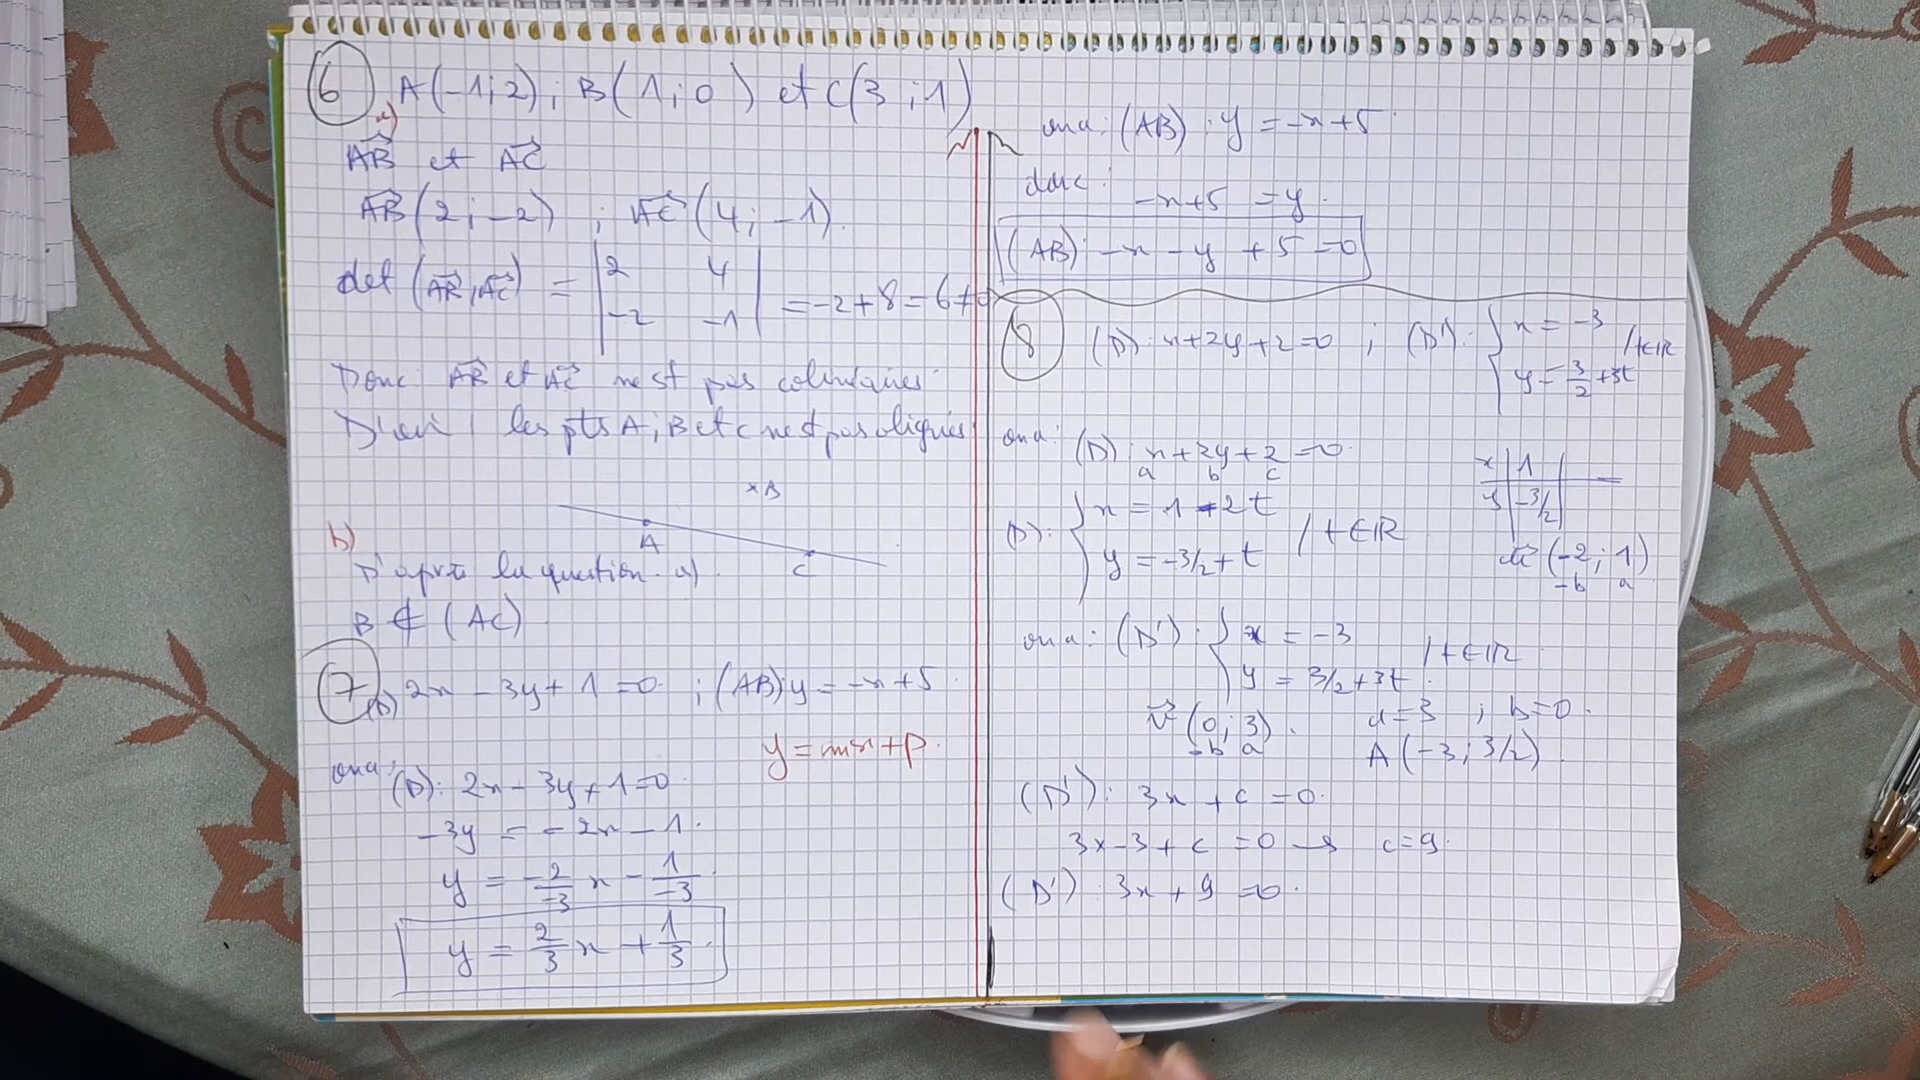 6 A(-1;2); B(1;0) et C(3;1)
a)
AB et AC
AB(2;-2) ; AC(4;-1).
det(AB,AC) = |2 4|
|-2 -1| = -2+8=6≠0
Donc: AB et AC n'est pas colinéaires
D'où les pts A;B et C n'est pas alignés
×B
A
C
b)
D'après la question a).
B ∉ (AC)
7 (D) 2x-3y+1=0 ; (AB): y=-x+5
y=mx+p.
on a: (D): 2x-3y+1=0
-3y = -2x-1.
y = -2/-3 x - 1/-3
y = 2/3 x + 1/3.
on a: (AB): y=-x+5
donc:
-x+5 =y.
(AB): -x-y+5=0
8 (D): x+2y+2=0 ; (D'): { x=-3
y=3/2+3t /t∈IR
on a: (D): x+2y+2=0
a b c
x | 1
y | -3/2
(D): { x = 1-2t
y = -3/2+t /t∈IR
(-2;1)
-b a
on a: (D'): { x = -3
y = 3/2+3t. /t∈IR
v(0;3). a=3 ; b=0.
-b a A(-3;3/2)
(D'): 3x + c =0.
3×-3+c =0 → c=9.
(D'): 3x+9=0.